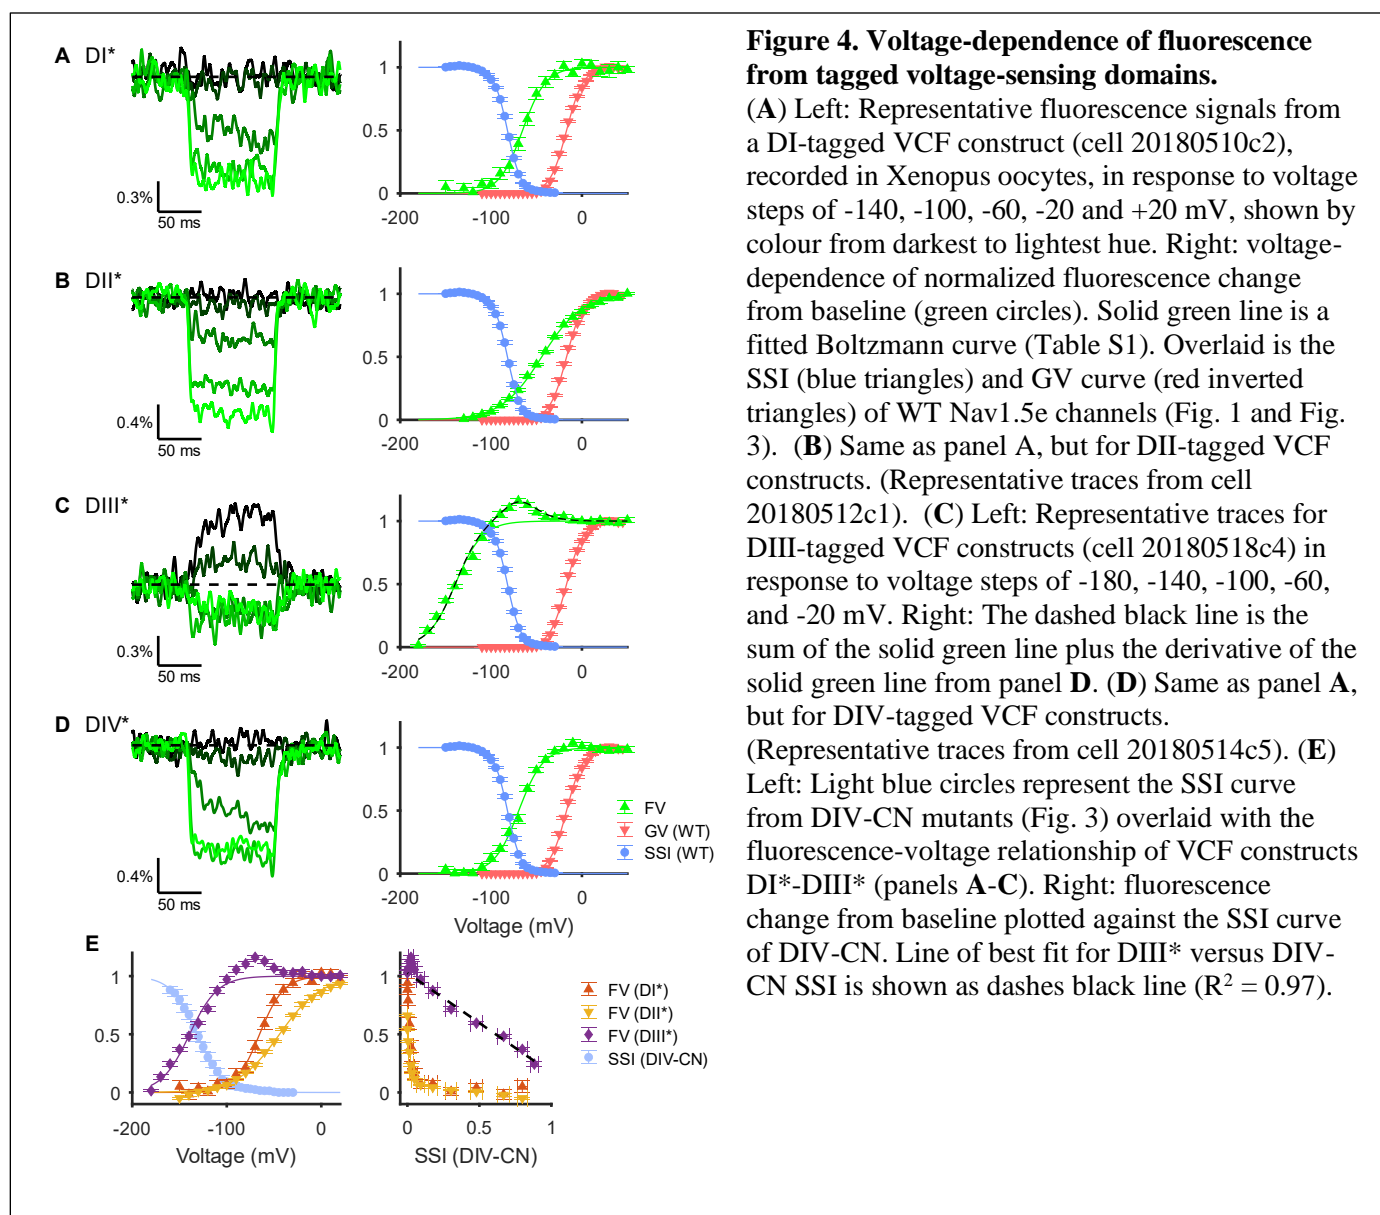 A DI*
0.3%
50 ms
1
0.5
0
-200
-100
0
B DII*
0.4%
50 ms
1
0.5
0
-200
-100
0
C DIII*
0.3%
50 ms
1
0.5
0
-200
-100
0
D DIV*
0.4%
50 ms
1
0.5
0
FV
GV (WT)
SSI (WT)
-200
-100
0
Voltage (mV)
E
1
0.5
0
-200
-100
0
Voltage (mV)
1
0.5
0
0
0.5
1
SSI (DIV-CN)
FV (DI*)
FV (DII*)
FV (DIII*)
SSI (DIV-CN)
Figure 4. Voltage-dependence of fluorescence
from tagged voltage-sensing domains.
(A) Left: Representative fluorescence signals from
a DI-tagged VCF construct (cell 20180510c2),
recorded in Xenopus oocytes, in response to voltage
steps of -140, -100, -60, -20 and +20 mV, shown by
colour from darkest to lightest hue. Right: voltage-
dependence of normalized fluorescence change
from baseline (green circles). Solid green line is a
fitted Boltzmann curve (Table S1). Overlaid is the
SSI (blue triangles) and GV curve (red inverted
triangles) of WT Nav1.5e channels (Fig. 1 and Fig.
3). (B) Same as panel A, but for DII-tagged VCF
constructs. (Representative traces from cell
20180512c1). (C) Left: Representative traces for
DIII-tagged VCF constructs (cell 20180518c4) in
response to voltage steps of -180, -140, -100, -60,
and -20 mV. Right: The dashed black line is the
sum of the solid green line plus the derivative of the
solid green line from panel D. (D) Same as panel A,
but for DIV-tagged VCF constructs.
(Representative traces from cell 20180514c5). (E)
Left: Light blue circles represent the SSI curve
from DIV-CN mutants (Fig. 3) overlaid with the
fluorescence-voltage relationship of VCF constructs
DI*-DIII* (panels A-C). Right: fluorescence
change from baseline plotted against the SSI curve
of DIV-CN. Line of best fit for DIII* versus DIV-
CN SSI is shown as dashes black line (R² = 0.97).